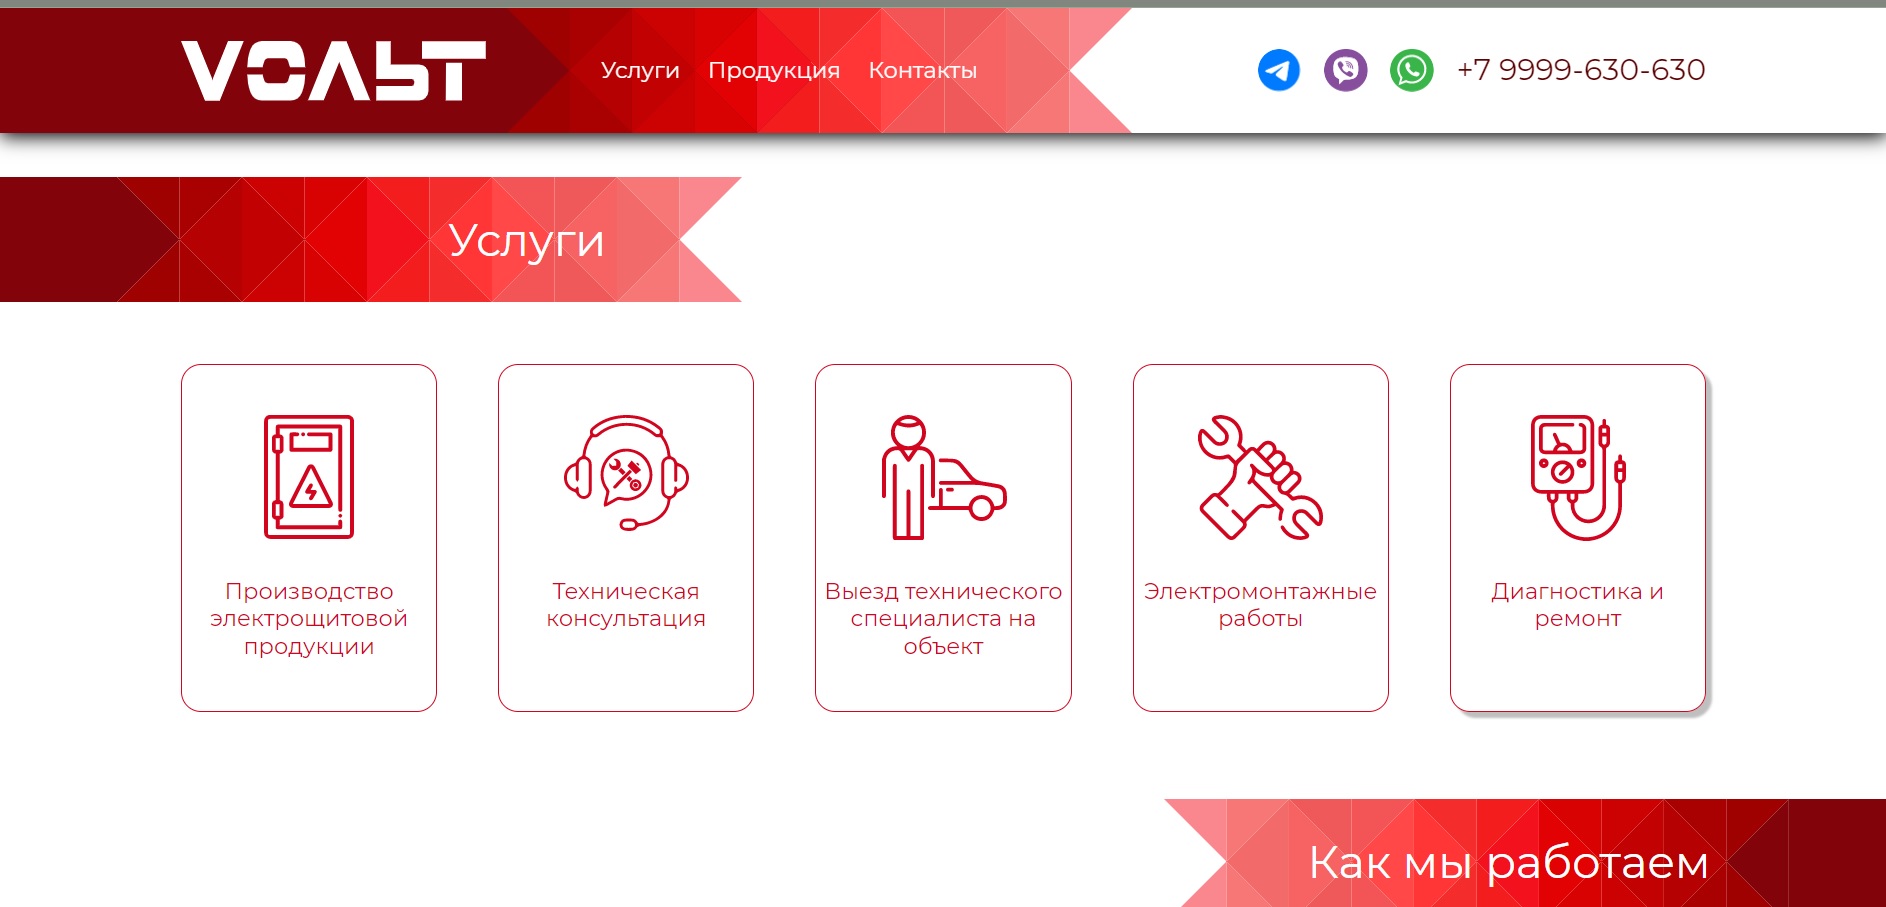 VОЛЬТ
Услуги Продукция Контакты
+7 9999-630-630
Услуги
Производство
электрощитовой
продукции
Техническая
консультация
Выезд технического
специалиста на
объект
Электромонтажные
работы
Диагностика и
ремонт
Как мы работаем